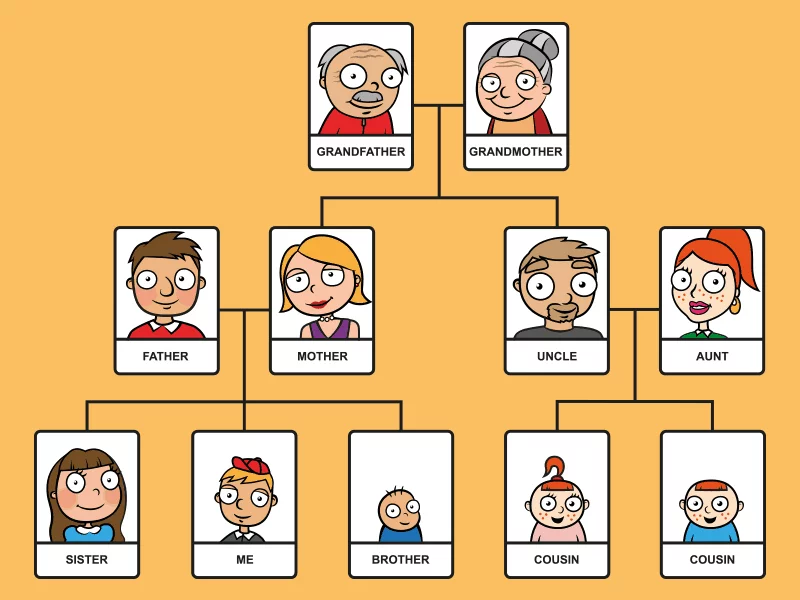 GRANDFATHER
GRANDMOTHER
FATHER
MOTHER
UNCLE
AUNT
SISTER
ME
BROTHER
COUSIN
COUSIN